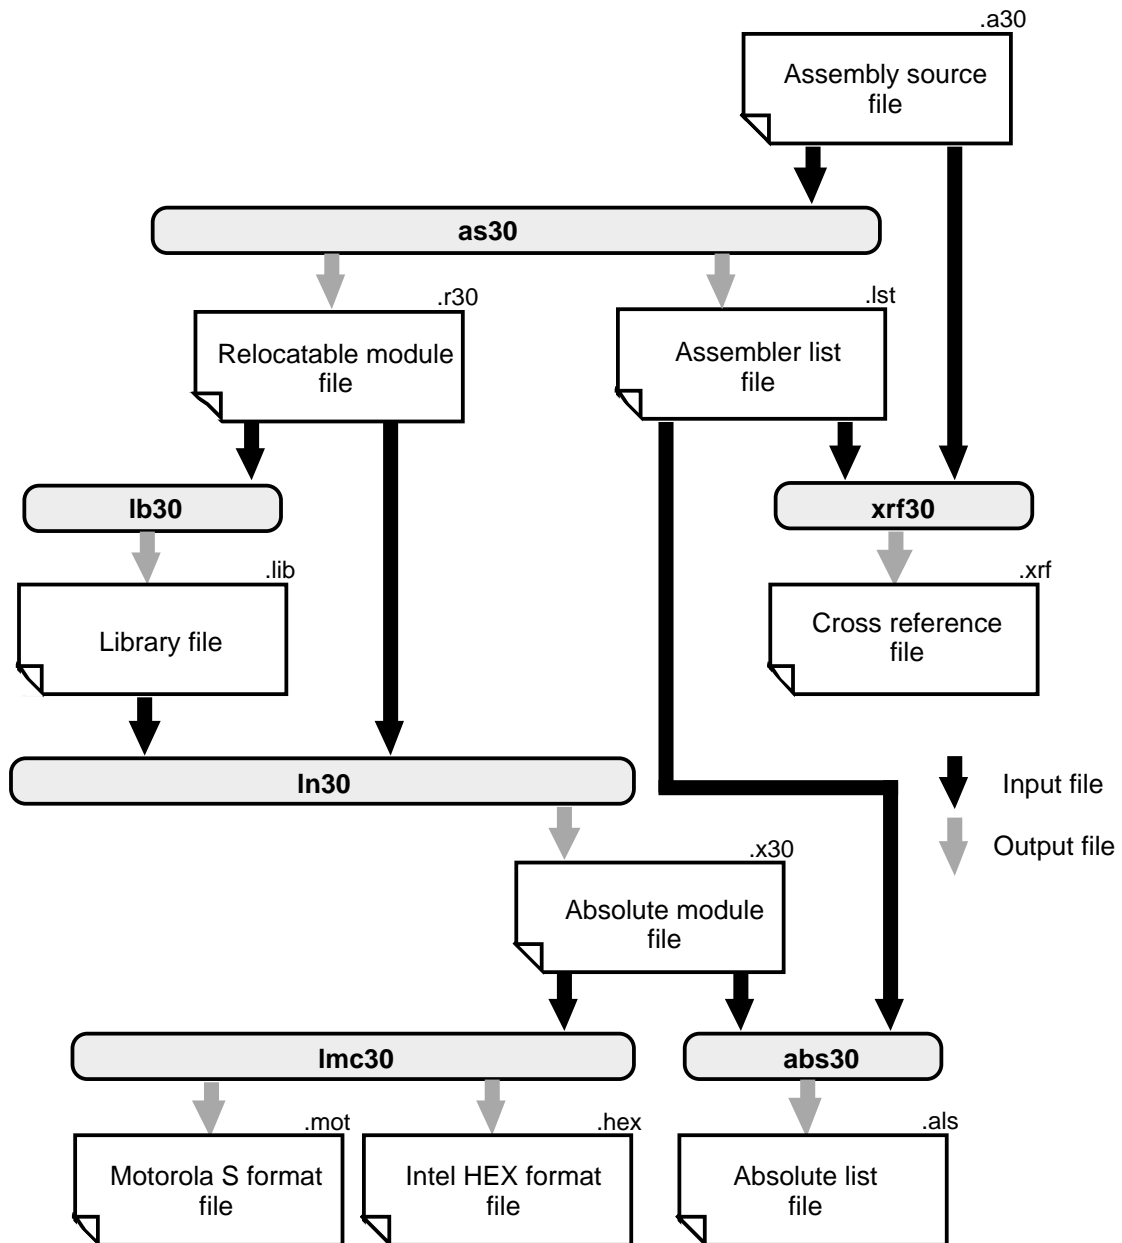 .a30
Assembly source
file
as30
.r30
Relocatable module
file
.lst
Assembler list
file
lb30
xrf30
.lib
Library file
.xrf
Cross reference
file
ln30
Input file
Output file
.x30
Absolute module
file
lmc30
abs30
.mot
Motorola S format
file
.hex
Intel HEX format
file
.als
Absolute list
file